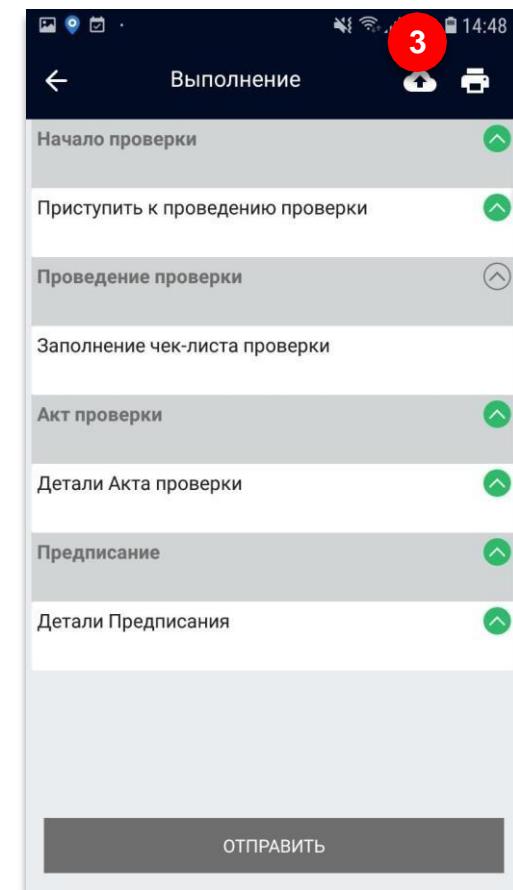 14:48
3
Выполнение
Начало проверки
Приступить к проведению проверки
Проведение проверки
Заполнение чек-листа проверки
Акт проверки
Детали Акта проверки
Предписание
Детали Предписания
ОТПРАВИТЬ